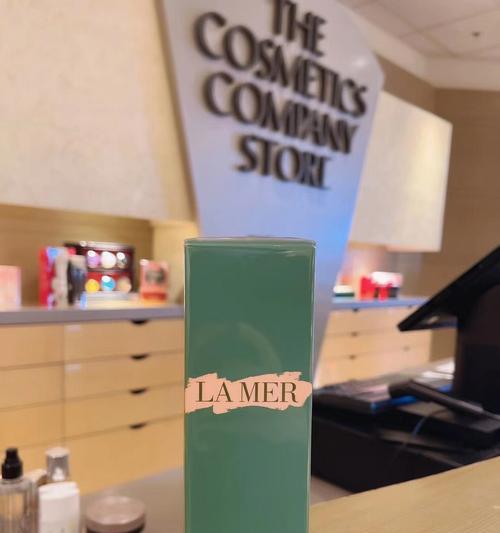 THE
COSMETICS
COMPANY
STORE
LA MER